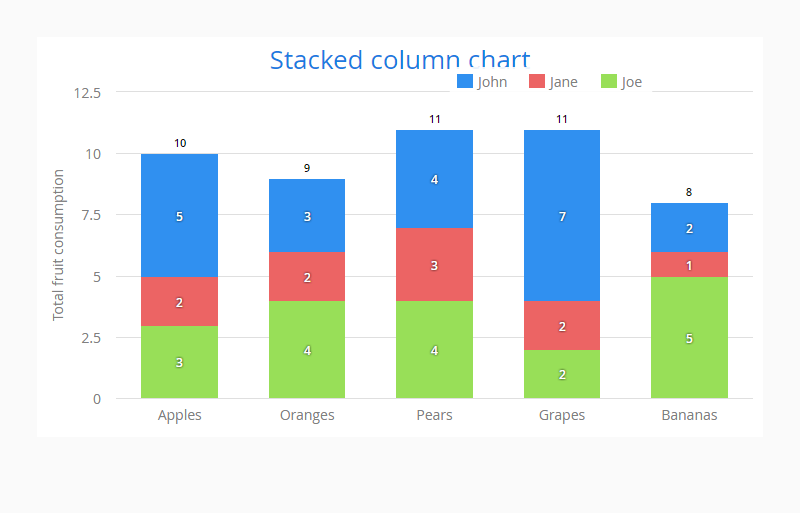 Stacked column chart
John Jane Joe
Total fruit consumption
12.5
10
7.5
5
2.5
0
10 9 11 11 8
5 3 4 7 2
2 2 3 2 1
3 4 4 2 5
Apples Oranges Pears Grapes Bananas